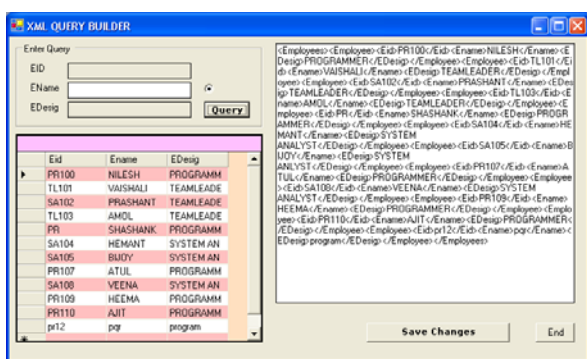 XML QUERY BUILDER
Enter Query
EID
EName
EDesig
Query
Eid Ename EDesig
PR100 NILESH PROGRAMM
TL101 VAISHALI TEAMLEADE
SA102 PRASHANT TEAMLEADE
TL103 AMOL TEAMLEADE
PR SHASHANK PROGRAMM
SA104 HEMANT SYSTEM AN
SA105 BIJOY SYSTEM AN
PR107 ATUL PROGRAMM
SA108 VEENA SYSTEM AN
PR109 HEEMA PROGRAMM
PR110 AJIT PROGRAMM
pr12 pqr program
<Employees><Employee><Eid>PR100</Eid><Ename>NILESH</Ename><E
Desig>PROGRAMMER</EDesig></Employee><Employee><Eid>TL101</Ei
d><Ename>VAISHALI</Ename><EDesig>TEAMLEADER</EDesig></Empl
oyee><Employee><Eid>SA102</Eid><Ename>PRASHANT</Ename><EDes
ig>TEAMLEADER</EDesig></Employee><Employee><Eid>TL103</Eid><E
name>AMOL</Ename><EDesig>TEAMLEADER</EDesig></Employee><E
mployee><Eid>PR</Eid><Ename>SHASHANK</Ename><EDesig>PROGR
AMMER</EDesig></Employee><Employee><Eid>SA104</Eid><Ename>HE
MANT</Ename><EDesig>SYSTEM
ANALYST</EDesig></Employee><Employee><Eid>SA105</Eid><Ename>B
IJOY</Ename><EDesig>SYSTEM
ANLYST</EDesig></Employee><Employee><Eid>PR107</Eid><Ename>A
TUL</Ename><EDesig>PROGRAMMER</EDesig></Employee><Employee
><Eid>SA108</Eid><Ename>VEENA</Ename><EDesig>SYSTEM
ANALYST</EDesig></Employee><Employee><Eid>PR109</Eid><Ename>
HEEMA</Ename><EDesig>PROGRAMMER</EDesig></Employee><Emplo
yee><Eid>PR110</Eid><Ename>AJIT</Ename><EDesig>PROGRAMMER<
/EDesig></Employee><Employee><Eid>pr12</Eid><Ename>pqr</Ename><
EDesig>program</EDesig></Employee></Employees>
Save Changes
End